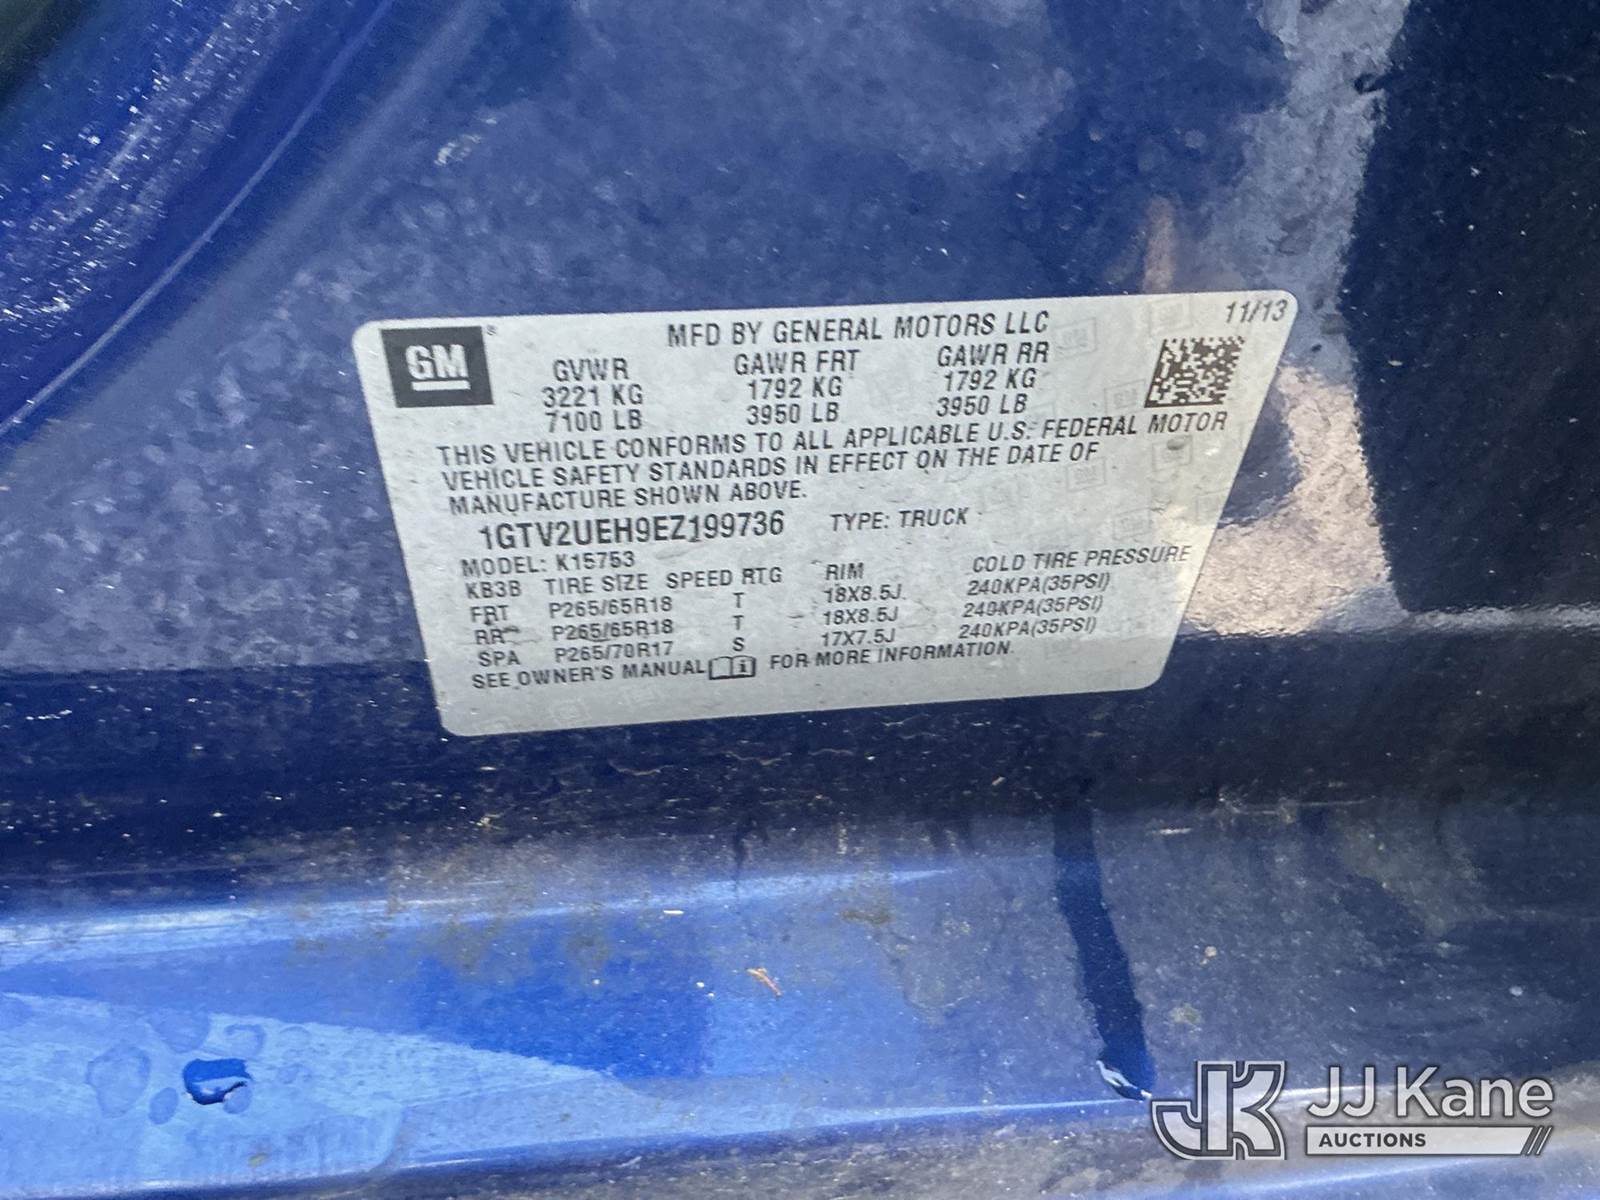 GM®
MFD BY GENERAL MOTORS LLC
11/13
GVWR GAWR FRT GAWR RR
3221 KG 1792 KG 1792 KG
7100 LB 3950 LB 3950 LB
THIS VEHICLE CONFORMS TO ALL APPLICABLE U.S. FEDERAL MOTOR
VEHICLE SAFETY STANDARDS IN EFFECT ON THE DATE OF
MANUFACTURE SHOWN ABOVE.
1GTV2UEH9EZ199736 TYPE: TRUCK
MODEL: K15753
KB3B TIRE SIZE SPEED RTG RIM COLD TIRE PRESSURE
FRT P265/65R18 T 18X8.5J 240KPA(35PSI)
RR P265/65R18 T 18X8.5J 240KPA(35PSI)
SPA P265/70R17 S 17X7.5J 240KPA(35PSI)
SEE OWNER'S MANUAL i FOR MORE INFORMATION.
JK JJ Kane
AUCTIONS